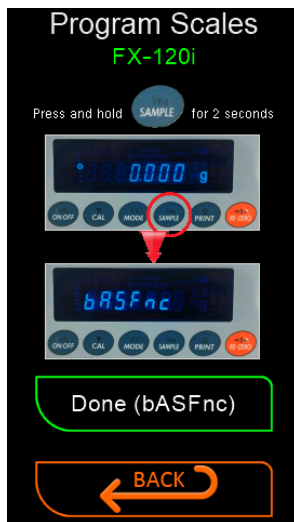 Program Scales
FX-120i
Press and hold SAMPLE for 2 seconds
0.000 g
ON:OFF CAL MODE SAMPLE PRINT RE-ZERO
bASFnc
ON:OFF CAL MODE SAMPLE PRINT RE-ZERO
Done (bASFnc)
BACK